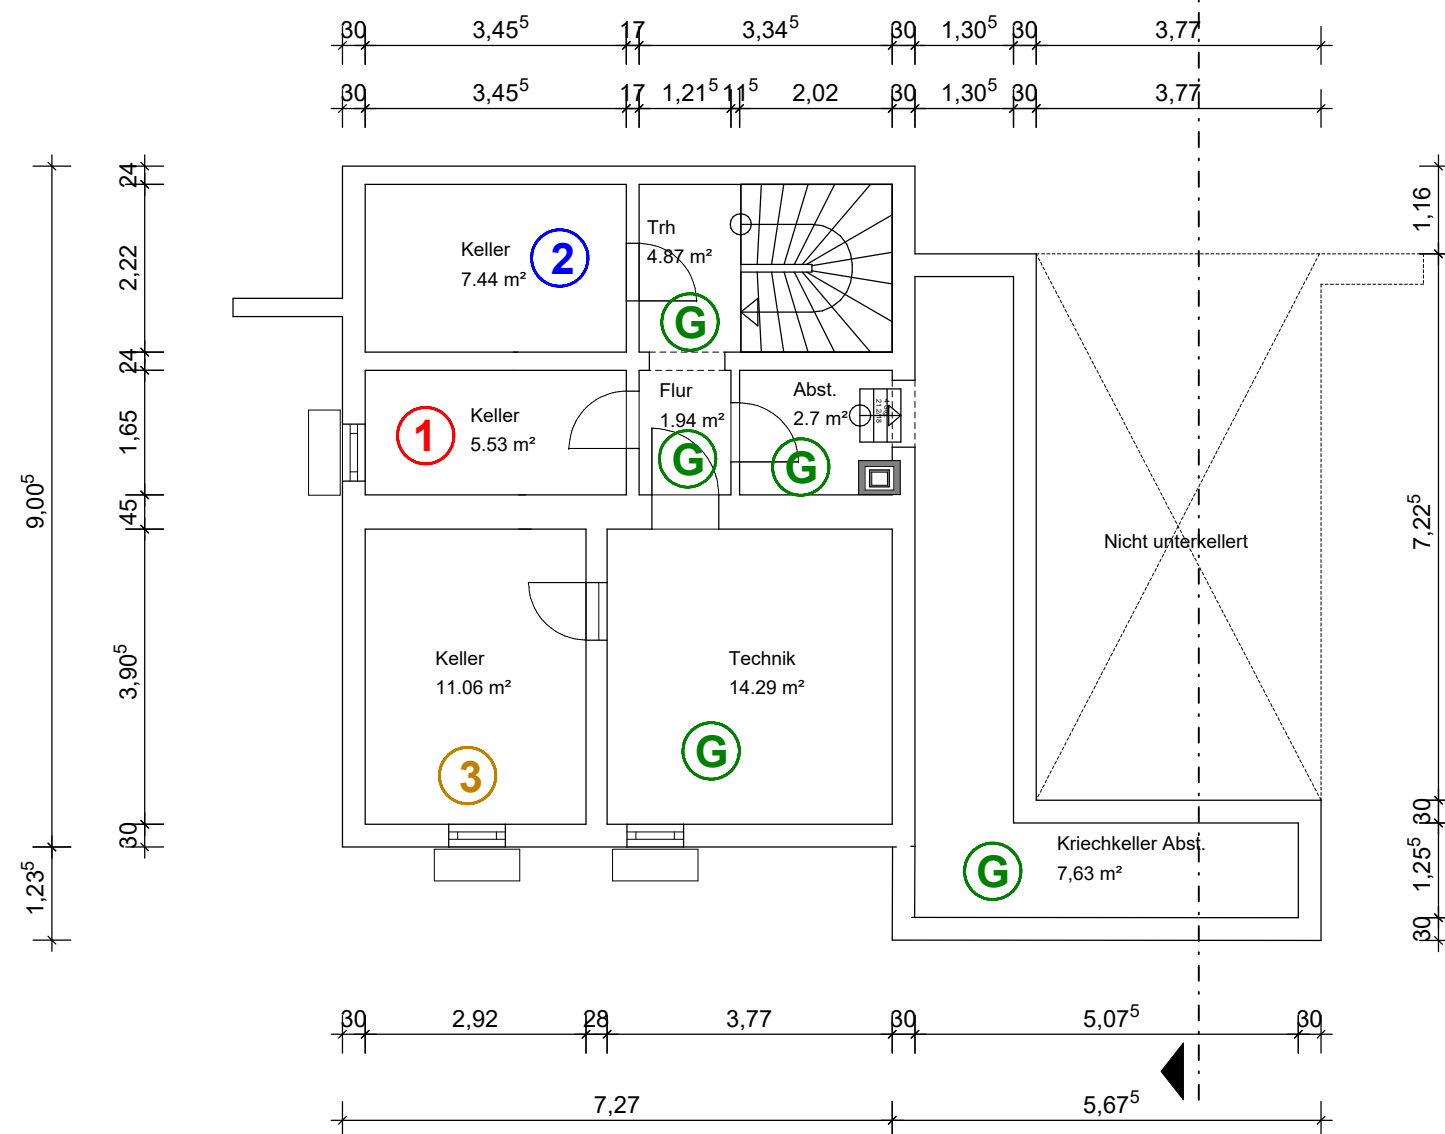 30 3,45⁵ 17 3,34⁵ 30 1,30⁵ 30 3,77
30 3,45⁵ 17 1,21⁵ 11⁵ 2,02 30 1,30⁵ 30 3,77
24
2,22
24
1,65
45
3,90⁵
30
9,00⁵
1,23⁵
Keller
7.44 m²
2
Trh
4.87 m²
G
1
Keller
5.53 m²
Flur
1.94 m²
G
Abst.
2.7 m²
G
Keller
11.06 m²
3
Technik
14.29 m²
G
Nicht unterkellert
Kriechkeller Abst.
7,63 m²
G
1,16
7,22⁵
30
1,25⁵
30
30 2,92 28 3,77 30 5,07⁵ 30
7,27 5,67⁵